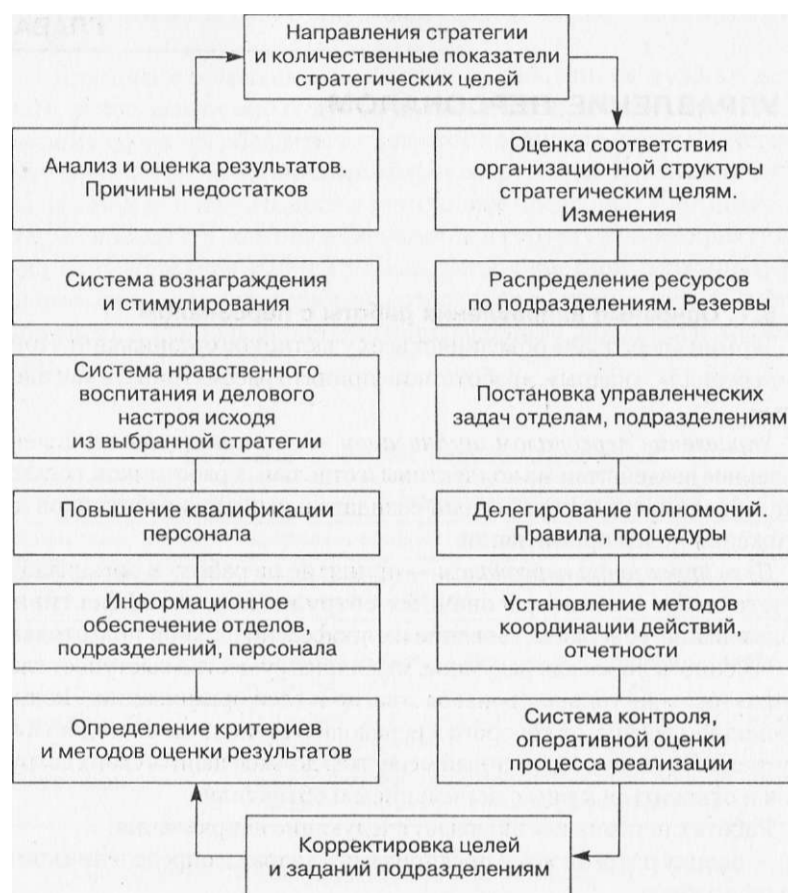 Направления стратегии
и количественные показатели
стратегических целей
Анализ и оценка результатов.
Причины недостатков
Оценка соответствия
организационной структуры
стратегическим целям.
Изменения
Система вознаграждения
и стимулирования
Распределение ресурсов
по подразделениям. Резервы
Система нравственного
воспитания и делового
настроя исходя
из выбранной стратегии
Постановка управленческих
задач отделам, подразделениям
Повышение квалификации
персонала
Делегирование полномочий.
Правила, процедуры
Информационное
обеспечение отделов,
подразделений, персонала
Установление методов
координации действий,
отчетности
Определение критериев
и методов оценки результатов
Система контроля,
оперативной оценки
процесса реализации
Корректировка целей
и заданий подразделениям